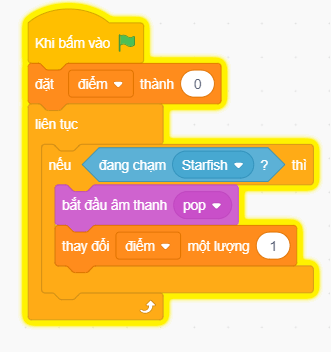 Khi bấm vào
đặt điểm thành 0
liên tục
nếu đang chạm Starfish ? thì
bắt đầu âm thanh pop
thay đổi điểm một lượng 1